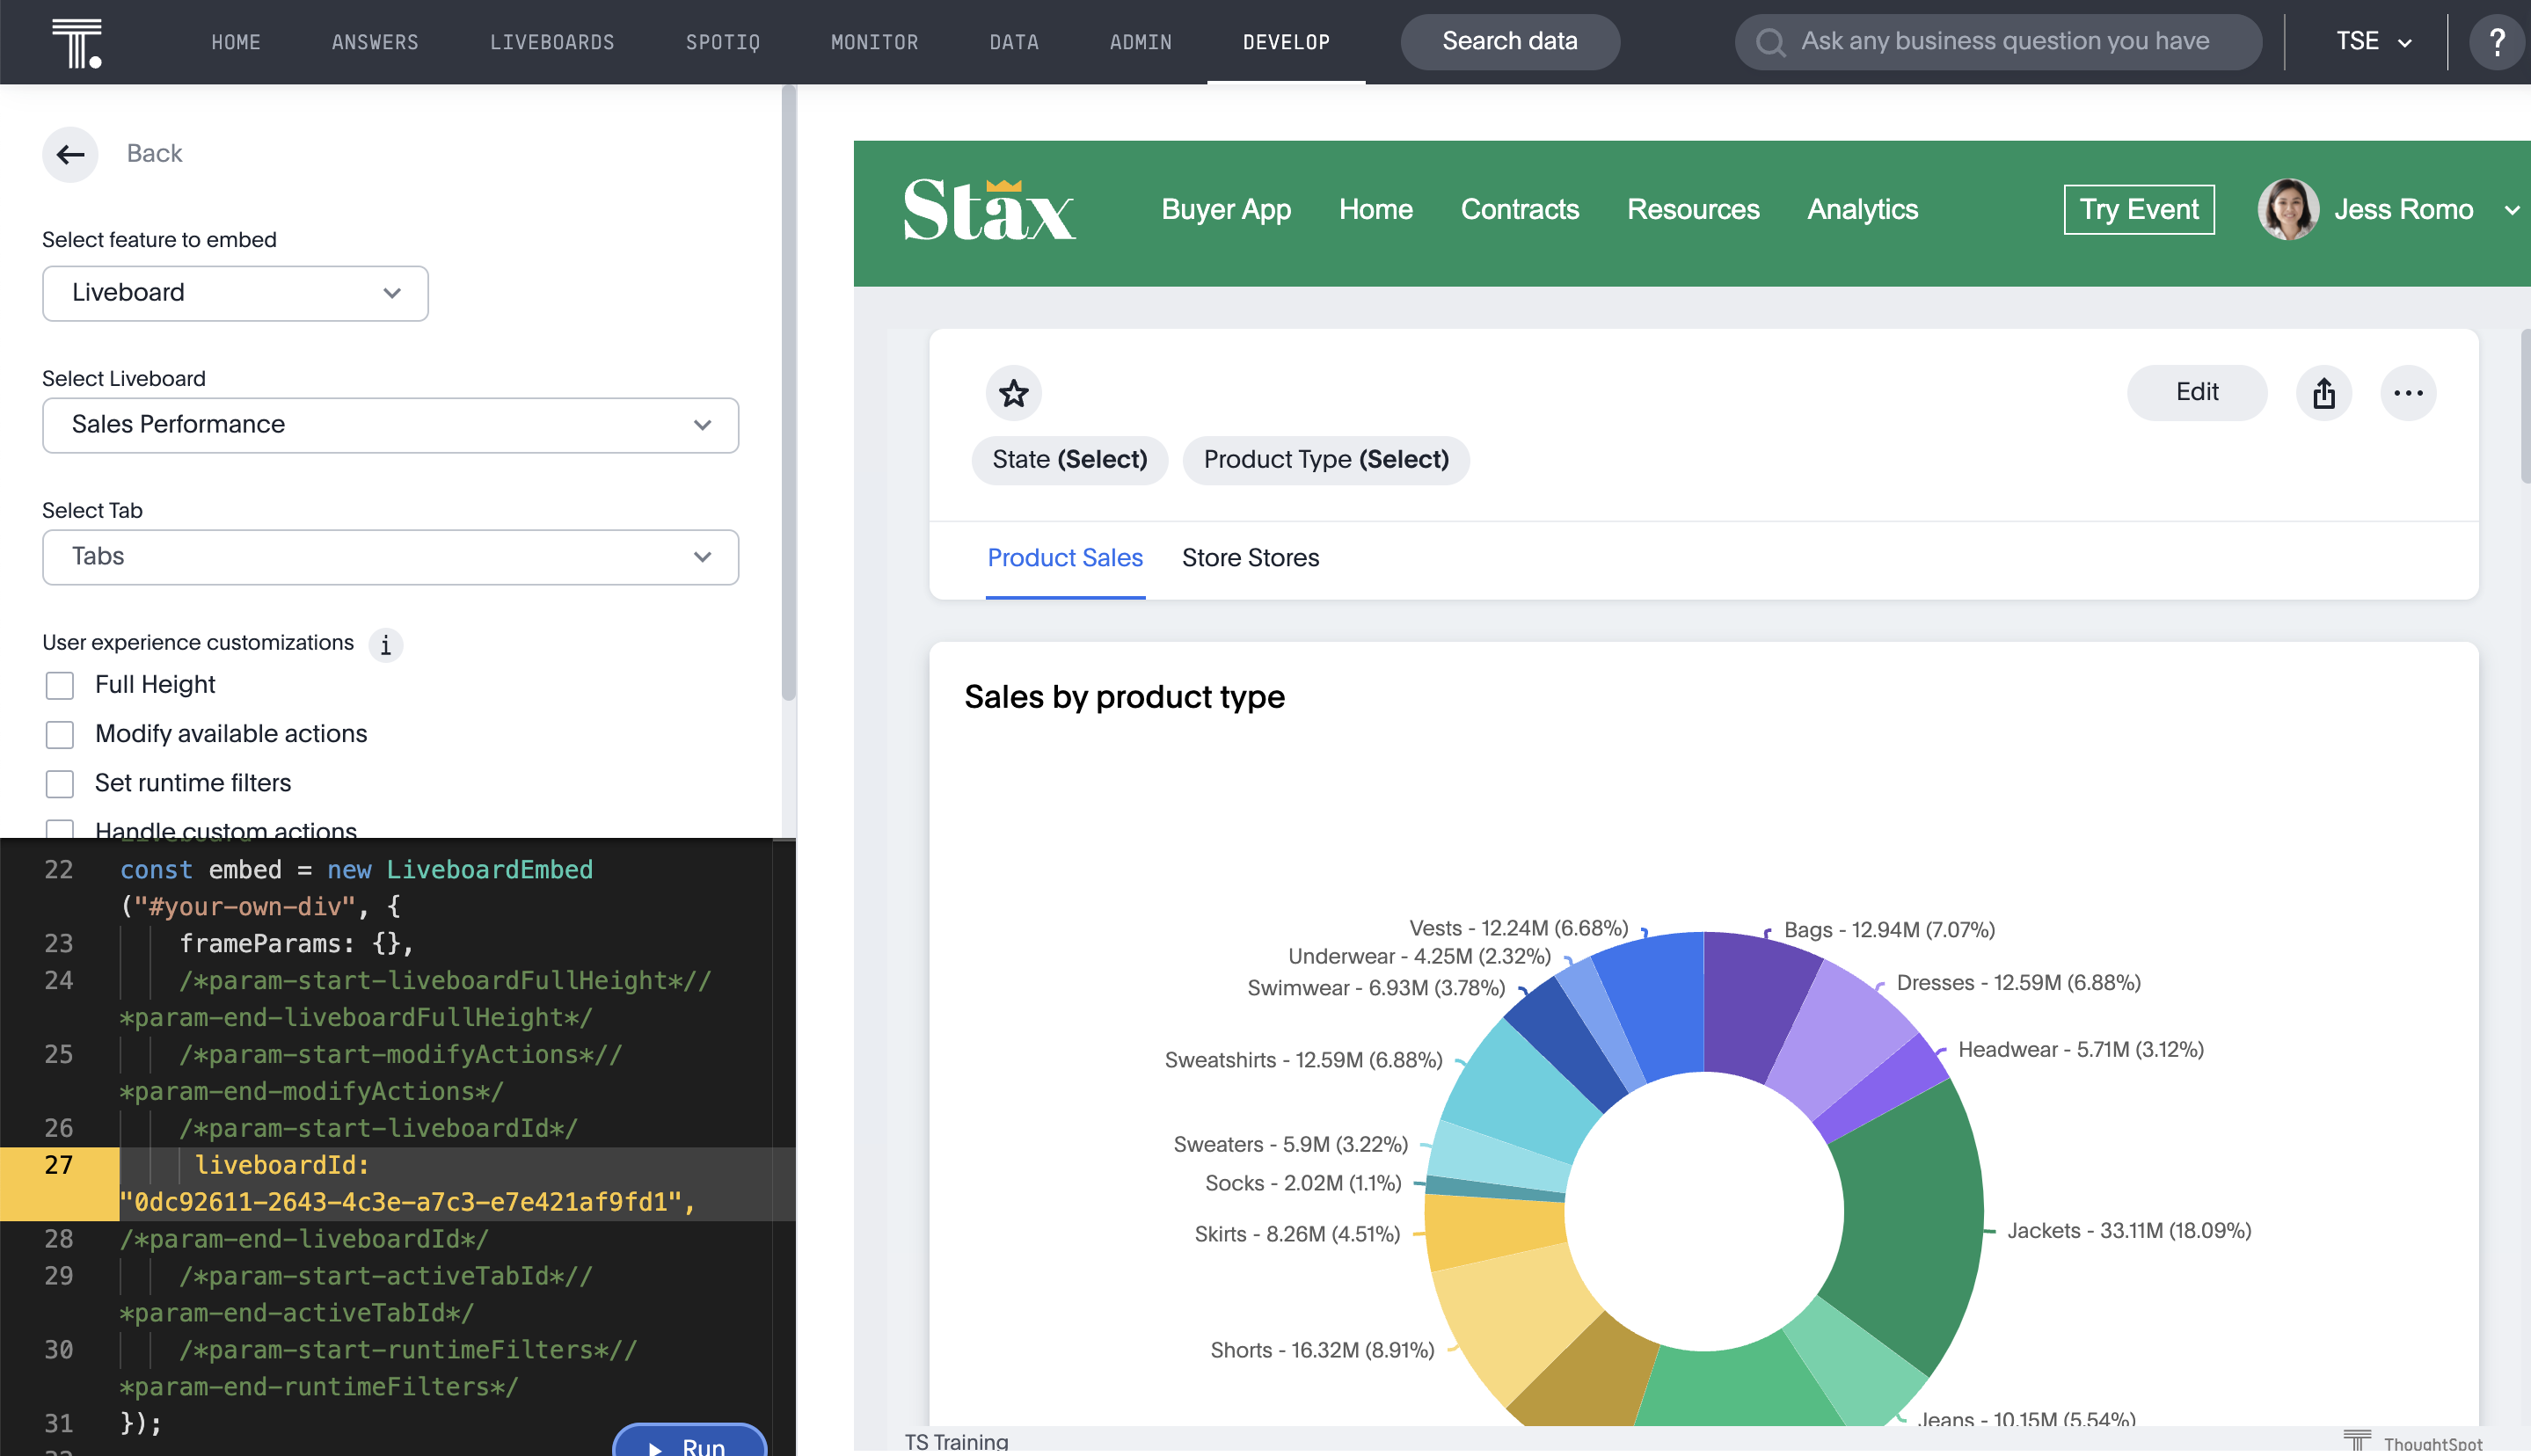 HOME ANSWERS LIVEBOARDS SPOTIQ MONITOR DATA ADMIN DEVELOP Search data Ask any business question you have TSE ?
Back
Select feature to embed
Liveboard
Select Liveboard
Sales Performance
Select Tab
Tabs
User experience customizations i
Full Height
Modify available actions
Set runtime filters
Handle custom actions
22 const embed = new LiveboardEmbed
("#your-own-div", {
23 frameParams: {},
24 /*param-start-liveboardFullHeight*//
*param-end-liveboardFullHeight*/
25 /*param-start-modifyActions*//
*param-end-modifyActions*/
26 /*param-start-liveboardId*/
27 liveboardId:
"0dc92611-2643-4c3e-a7c3-e7e421af9fd1",
28 /*param-end-liveboardId*/
29 /*param-start-activeTabId*//
*param-end-activeTabId*/
30 /*param-start-runtimeFilters*//
*param-end-runtimeFilters*/
31 });
Run
Stax Buyer App Home Contracts Resources Analytics Try Event Jess Romo
Edit
State (Select) Product Type (Select)
Product Sales Store Stores
Sales by product type
Vests - 12.24M (6.68%)
Bags - 12.94M (7.07%)
Underwear - 4.25M (2.32%)
Dresses - 12.59M (6.88%)
Swimwear - 6.93M (3.78%)
Headwear - 5.71M (3.12%)
Sweatshirts - 12.59M (6.88%)
Sweaters - 5.9M (3.22%)
Socks - 2.02M (1.1%)
Skirts - 8.26M (4.51%)
Jackets - 33.11M (18.09%)
Shorts - 16.32M (8.91%)
Jeans - 10.15M (5.54%)
TS Training
ThoughtSpot